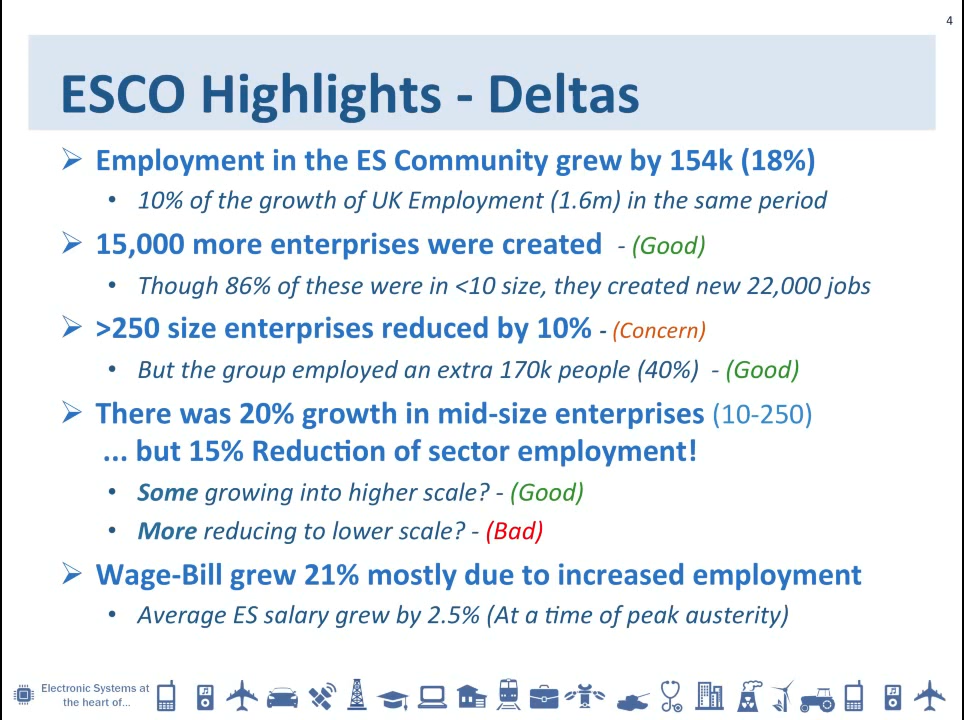 4
ESCO Highlights - Deltas
➢ Employment in the ES Community grew by 154k (18%)
• 10% of the growth of UK Employment (1.6m) in the same period
➢ 15,000 more enterprises were created - (Good)
• Though 86% of these were in <10 size, they created new 22,000 jobs
➢ >250 size enterprises reduced by 10% - (Concern)
• But the group employed an extra 170k people (40%) - (Good)
➢ There was 20% growth in mid-size enterprises (10-250)
... but 15% Reduction of sector employment!
• Some growing into higher scale? - (Good)
• More reducing to lower scale? - (Bad)
➢ Wage-Bill grew 21% mostly due to increased employment
• Average ES salary grew by 2.5% (At a time of peak austerity)
Electronic Systems at
the heart of...